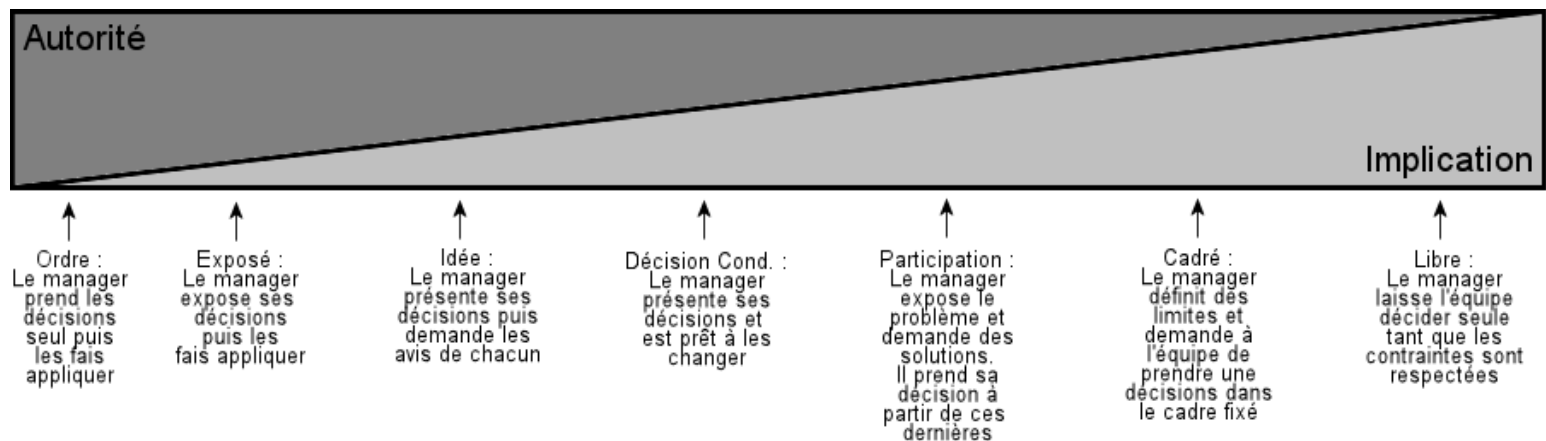 Autorité
Implication
Ordre :
Le manager
prend les
décisions
seul puis
les fais
appliquer
Exposé :
Le manager
expose ses
décisions
puis les
fais appliquer
Idée :
Le manager
présente ses
décisions puis
demande les
avis de chacun
Décision Cond. :
Le manager
présente ses
décisions et
est prêt à les
changer
Participation :
Le manager
expose le
problème et
demande des
solutions.
Il prend sa
décision à
partir de ces
dernières
Cadré :
Le manager
définit des
limites et
demande à
l'équipe de
prendre une
décisions dans
le cadre fixé
Libre :
Le manager
laisse l'équipe
décider seule
tant que les
contraintes sont
respectées